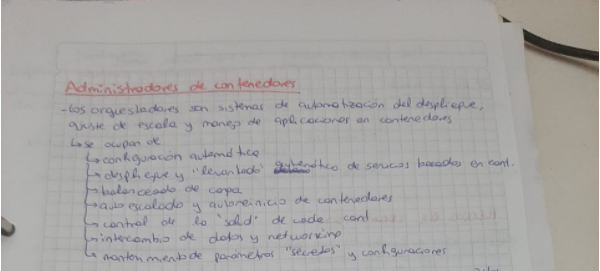 Administradores de contenedores
-Los orquestadores son sistemas de automatización del despliegue,
ajuste de escala y manejo de aplicaciones en contenedores
↳ se ocupan de
↳ configuración automática
↳ despliegue y "levantado" automático de servicios basados en cont.
↳ balanceado de carga
↳ autoescalado y autoreinicio de contenedores
↳ control de la "salud" de cada cont
↳ intercambio de datos y networking
↳ mantenimiento de parámetros "secretos" y configuraciones